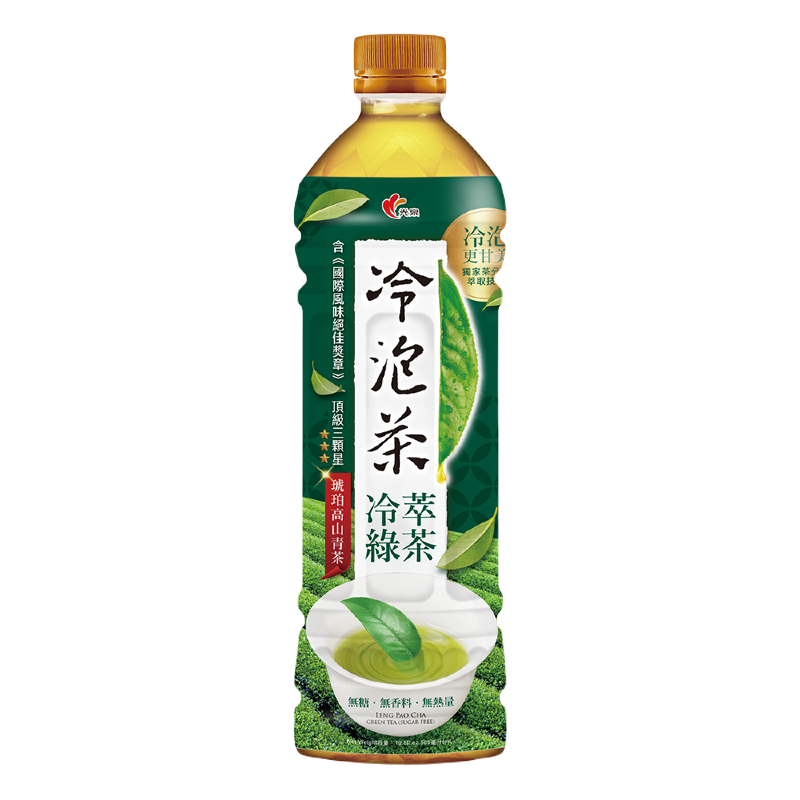 光泉
冷泡
更甘美
獨家茶分
萃取技
含《國際風味絕佳獎章》
頂級三顆星
琥珀高山青茶
冷泡茶
冷萃
綠茶
無糖・無香料・無熱量
LENG PAO CHA
GREEN TEA (SUGAR FREE)